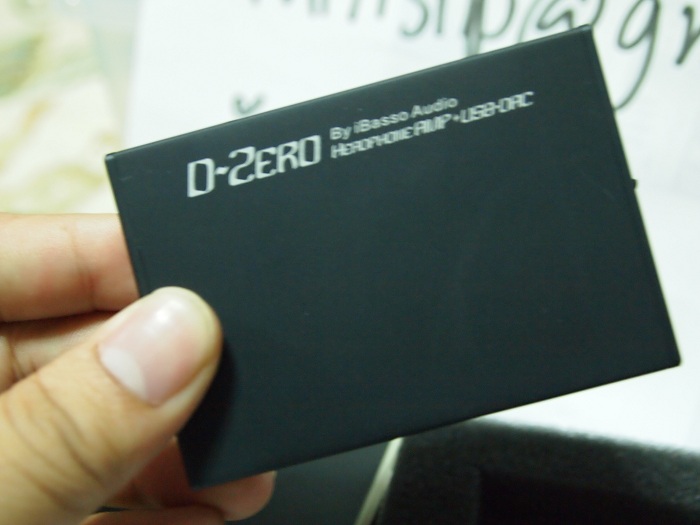 D-ZERO
By iBasso Audio
HEADPHONE AMP+USB-DAC